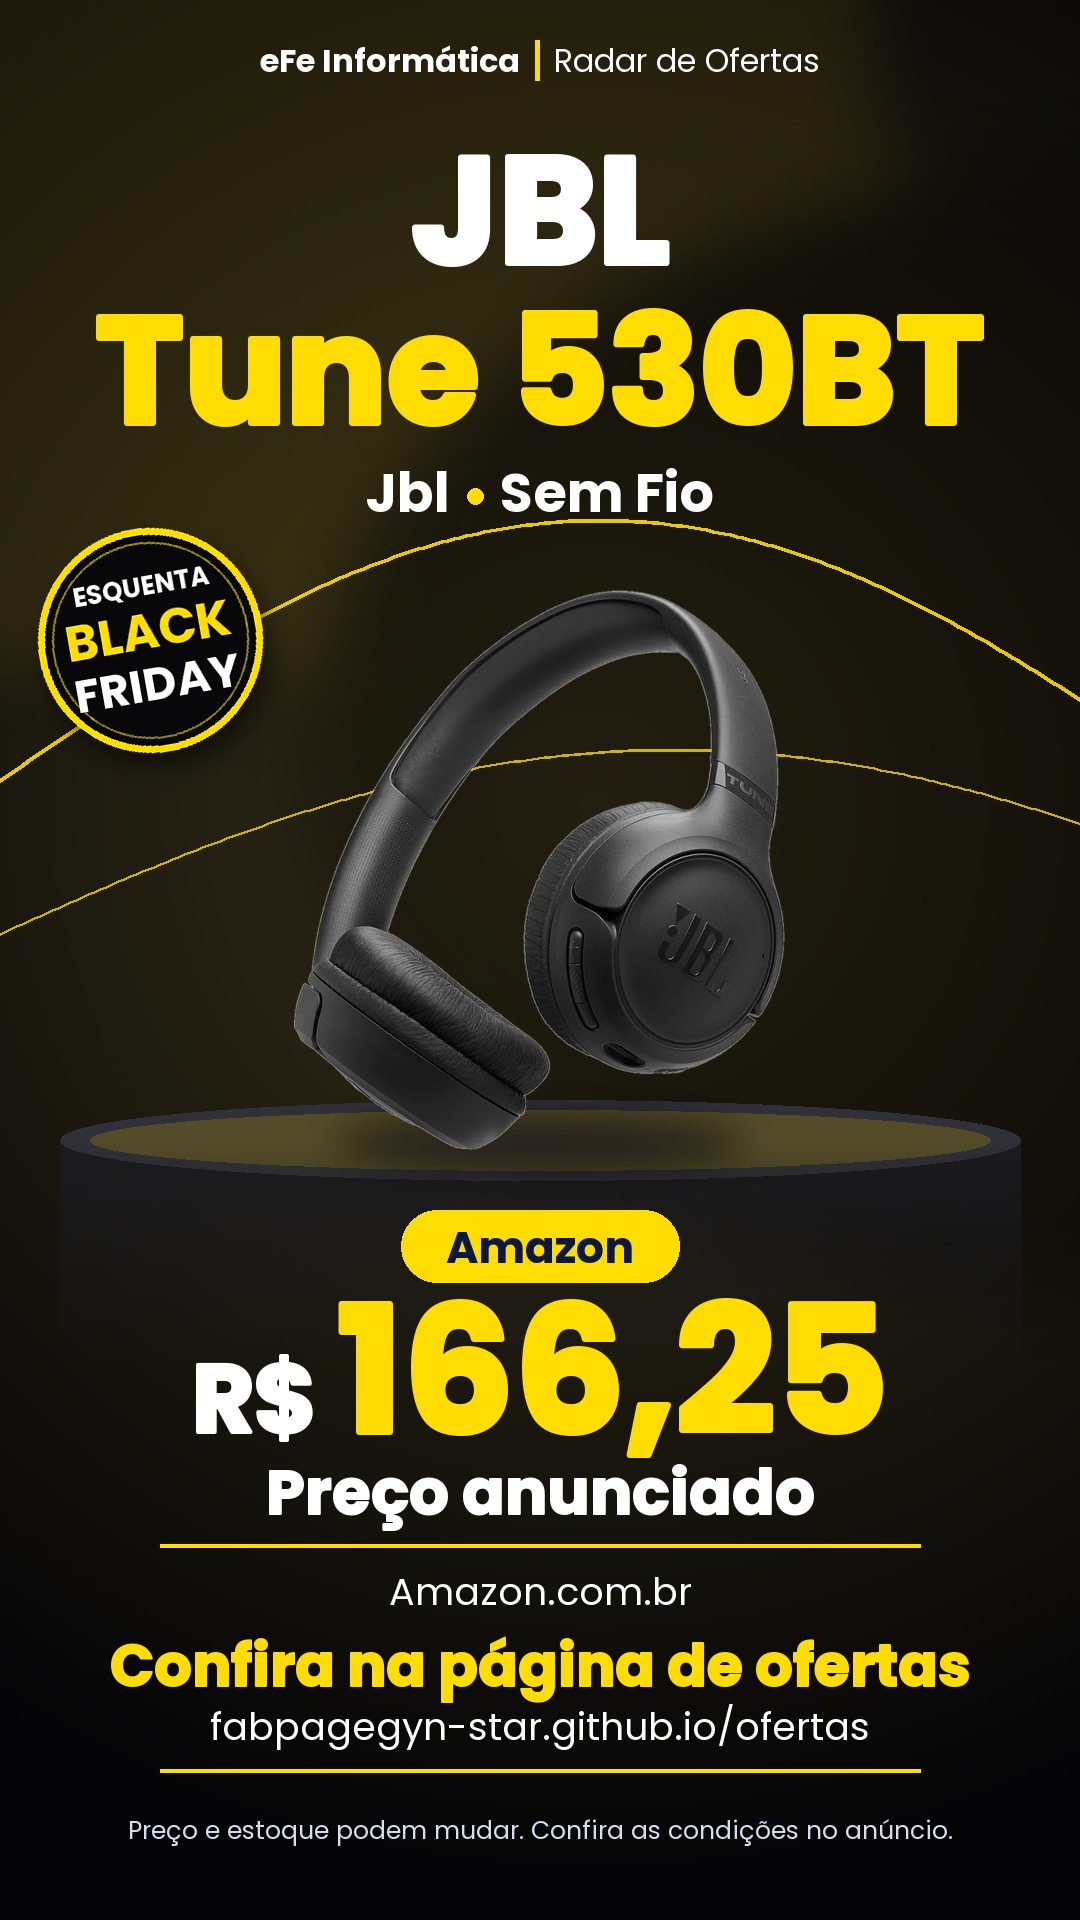 eFe Informática | Radar de Ofertas
JBL
Tune 530BT
Jbl • Sem Fio
ESQUENTA
BLACK
FRIDAY
TUNE
JBL
Amazon
R$ 166,25
Preço anunciado
Amazon.com.br
Confira na página de ofertas
fabpagegyn-star.github.io/ofertas
Preço e estoque podem mudar. Confira as condições no anúncio.